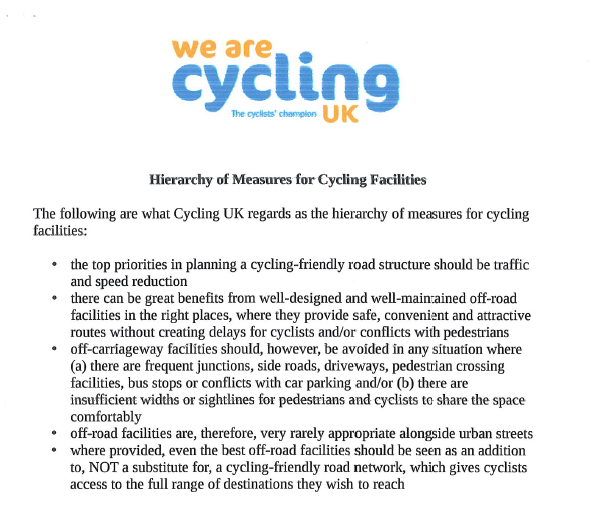 we are
cycling
The cyclists' champion UK
Hierarchy of Measures for Cycling Facilities
The following are what Cycling UK regards as the hierarchy of measures for cycling
facilities:
• the top priorities in planning a cycling-friendly road structure should be traffic
and speed reduction
• there can be great benefits from well-designed and well-maintained off-road
facilities in the right places, where they provide safe, convenient and attractive
routes without creating delays for cyclists and/or conflicts with pedestrians
• off-carriageway facilities should, however, be avoided in any situation where
(a) there are frequent junctions, side roads, driveways, pedestrian crossing
facilities, bus stops or conflicts with car parking and/or (b) there are
insufficient widths or sightlines for pedestrians and cyclists to share the space
comfortably
• off-road facilities are, therefore, very rarely appropriate alongside urban streets
• where provided, even the best off-road facilities should be seen as an addition
to, NOT a substitute for, a cycling-friendly road network, which gives cyclists
access to the full range of destinations they wish to reach